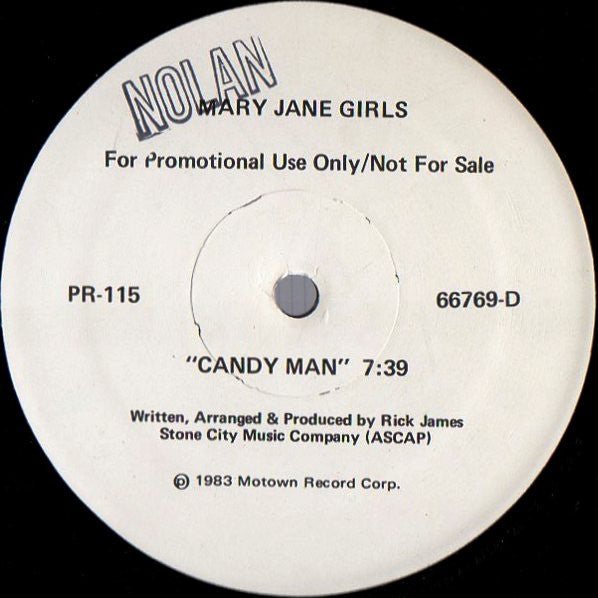 NOLAN
MARY JANE GIRLS
For Promotional Use Only/Not For Sale
PR-115
66769-D
"CANDY MAN" 7:39
Written, Arranged & Produced by Rick James
Stone City Music Company (ASCAP)
℗ 1983 Motown Record Corp.